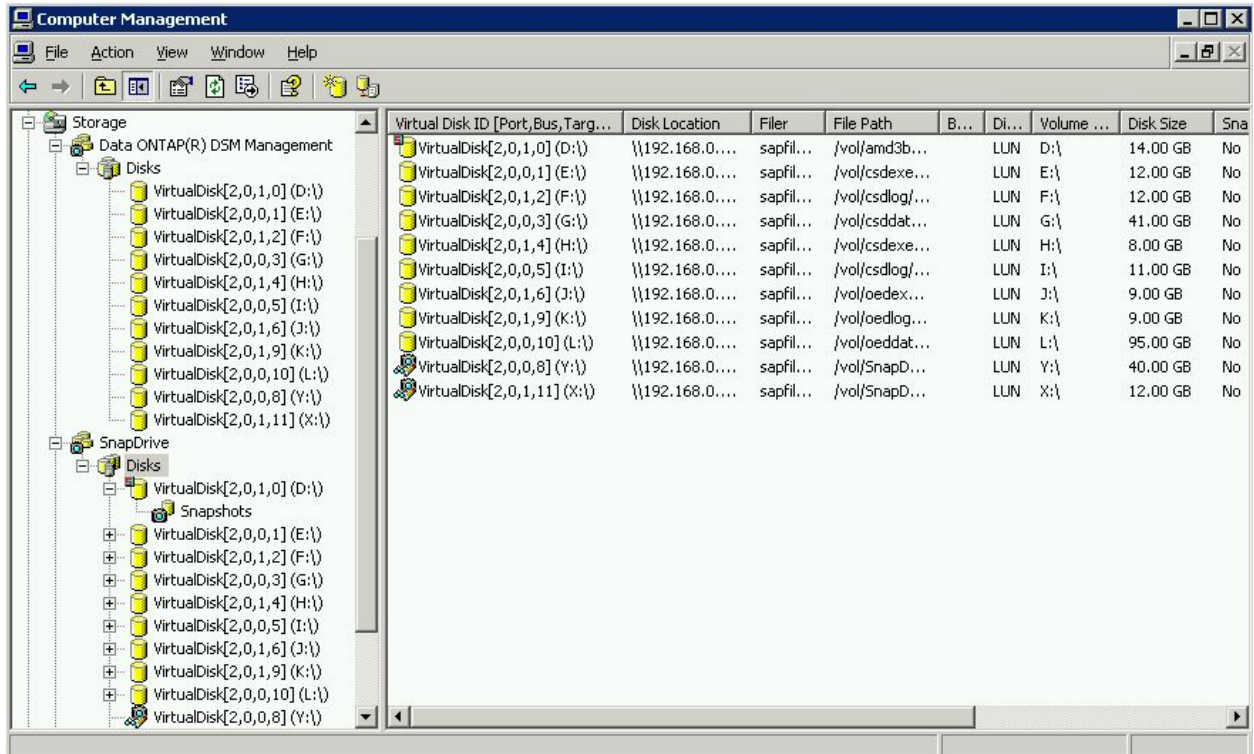 Computer Management
File Action View Window Help
Storage
Data ONTAP(R) DSM Management
Disks
VirtualDisk[2,0,1,0] (D:\)
VirtualDisk[2,0,0,1] (E:\)
VirtualDisk[2,0,1,2] (F:\)
VirtualDisk[2,0,0,3] (G:\)
VirtualDisk[2,0,1,4] (H:\)
VirtualDisk[2,0,0,5] (I:\)
VirtualDisk[2,0,1,6] (J:\)
VirtualDisk[2,0,1,9] (K:\)
VirtualDisk[2,0,0,10] (L:\)
VirtualDisk[2,0,0,8] (Y:\)
VirtualDisk[2,0,1,11] (X:\)
SnapDrive
Disks
VirtualDisk[2,0,1,0] (D:\)
Snapshots
VirtualDisk[2,0,0,1] (E:\)
VirtualDisk[2,0,1,2] (F:\)
VirtualDisk[2,0,0,3] (G:\)
VirtualDisk[2,0,1,4] (H:\)
VirtualDisk[2,0,0,5] (I:\)
VirtualDisk[2,0,1,6] (J:\)
VirtualDisk[2,0,1,9] (K:\)
VirtualDisk[2,0,0,10] (L:\)
VirtualDisk[2,0,0,8] (Y:\)
Virtual Disk ID [Port,Bus,Targ... Disk Location Filer File Path B... Di... Volume ... Disk Size Sna
VirtualDisk[2,0,1,0] (D:\) \\192.168.0.... sapfil... /vol/amd3b... LUN D:\ 14.00 GB No
VirtualDisk[2,0,0,1] (E:\) \\192.168.0.... sapfil... /vol/csdexe... LUN E:\ 12.00 GB No
VirtualDisk[2,0,1,2] (F:\) \\192.168.0.... sapfil... /vol/csdlog/... LUN F:\ 12.00 GB No
VirtualDisk[2,0,0,3] (G:\) \\192.168.0.... sapfil... /vol/csddat... LUN G:\ 41.00 GB No
VirtualDisk[2,0,1,4] (H:\) \\192.168.0.... sapfil... /vol/csdexe... LUN H:\ 8.00 GB No
VirtualDisk[2,0,0,5] (I:\) \\192.168.0.... sapfil... /vol/csdlog/... LUN I:\ 11.00 GB No
VirtualDisk[2,0,1,6] (J:\) \\192.168.0.... sapfil... /vol/oedex... LUN J:\ 9.00 GB No
VirtualDisk[2,0,1,9] (K:\) \\192.168.0.... sapfil... /vol/oedlog... LUN K:\ 9.00 GB No
VirtualDisk[2,0,0,10] (L:\) \\192.168.0.... sapfil... /vol/oeddat... LUN L:\ 95.00 GB No
VirtualDisk[2,0,0,8] (Y:\) \\192.168.0.... sapfil... /vol/SnapD... LUN Y:\ 40.00 GB No
VirtualDisk[2,0,1,11] (X:\) \\192.168.0.... sapfil... /vol/SnapD... LUN X:\ 12.00 GB No